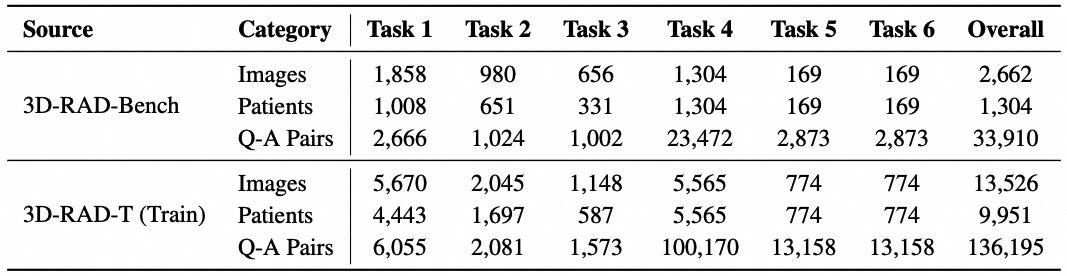 Source Category Task 1 Task 2 Task 3 Task 4 Task 5 Task 6 Overall
Images 1,858 980 656 1,304 169 169 2,662
3D-RAD-Bench Patients 1,008 651 331 1,304 169 169 1,304
Q-A Pairs 2,666 1,024 1,002 23,472 2,873 2,873 33,910
Images 5,670 2,045 1,148 5,565 774 774 13,526
3D-RAD-T (Train) Patients 4,443 1,697 587 5,565 774 774 9,951
Q-A Pairs 6,055 2,081 1,573 100,170 13,158 13,158 136,195